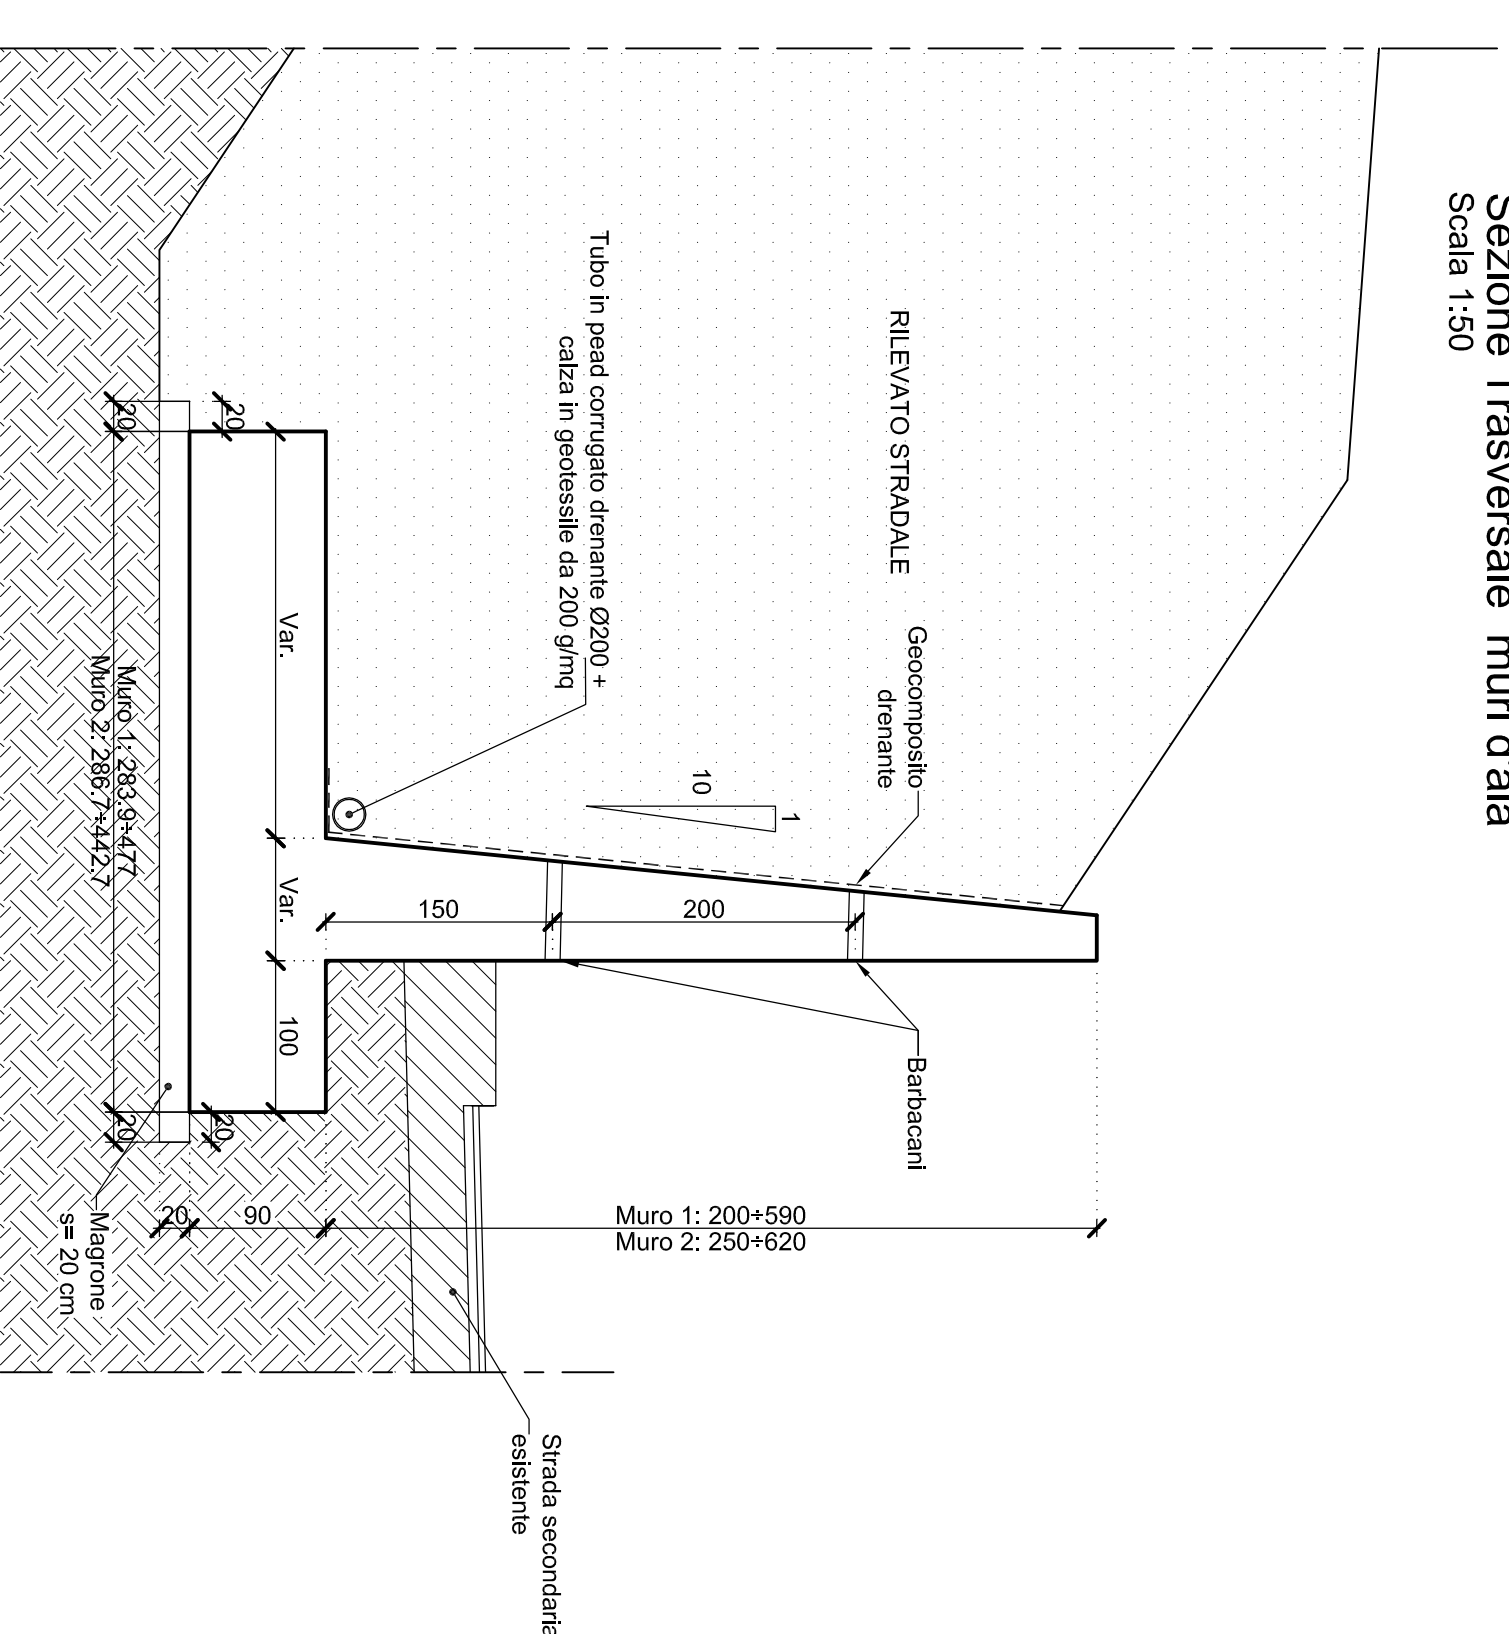 Sezione Trasversale muri d'ala
Scala 1:50
RILEVATO STRADALE
Geocomposito
drenante
Tubo in pead corrugato drenante Ø200 +
calza in geotessile da 200 g/mq
10
1
150
200
Barbacani
Var.
Var.
100
20
20
20
20
Muro 1: 283.9÷477
Muro 2: 286.7÷442.7
20
90
Muro 1: 200÷590
Muro 2: 250÷620
Magrone
s= 20 cm
Strada secondaria
esistente